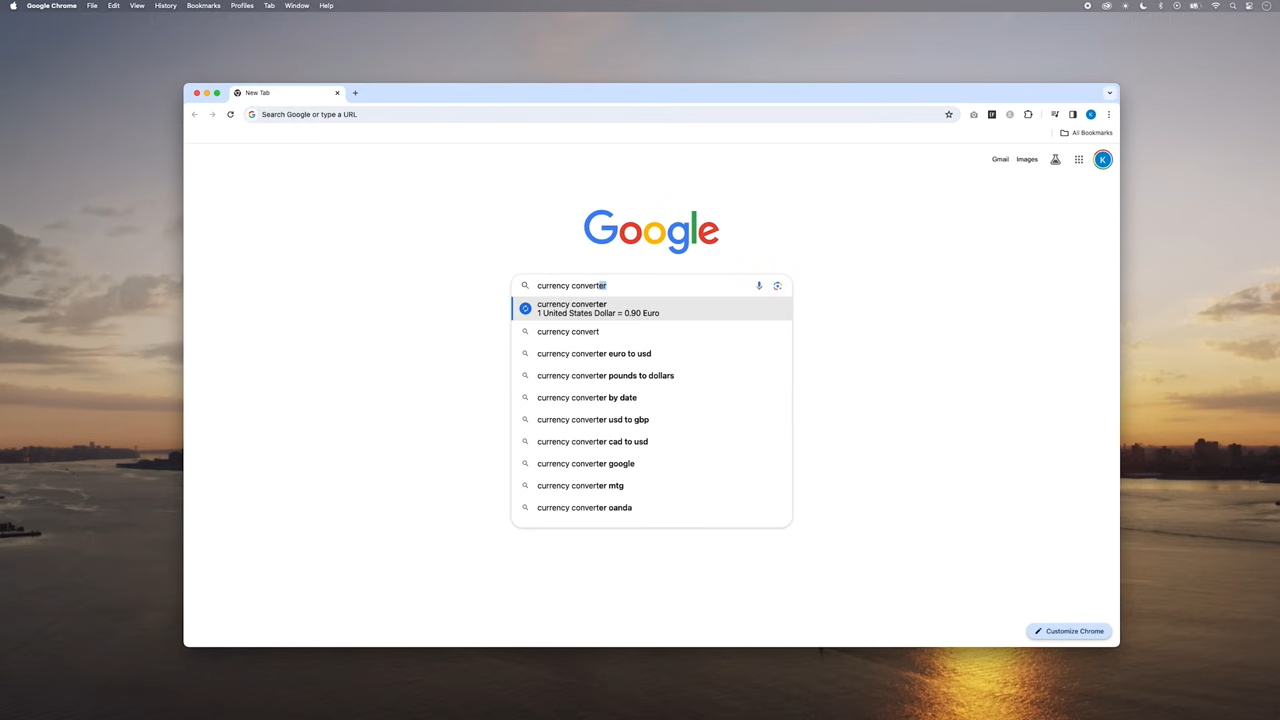 Google Chrome File Edit View History Bookmarks Profiles Tab Window Help
New Tab
Search Google or type a URL
All Bookmarks
Gmail Images
K
Google
currency converter
currency converter
1 United States Dollar = 0.90 Euro
currency convert
currency converter euro to usd
currency converter pounds to dollars
currency converter by date
currency converter usd to gbp
currency converter cad to usd
currency converter google
currency converter mtg
currency converter oanda
Customize Chrome